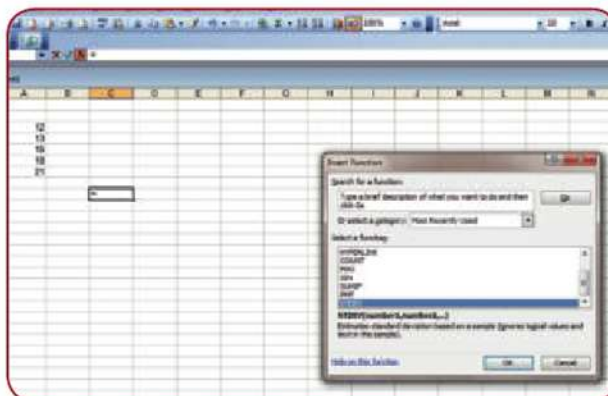 100%
Arial
10
B
=
A B C D E F G H I J K L M N
12
13
18
21
=
Insert Function
Search for a function:
Type a brief description of what you want to do and then click Go
Go
Or select a category: Most Recently Used
Select a function:
HYPERLINK
COUNT
MAX
SIN
SUMIF
PMT
STDEV
STDEV(number1,number2,...)
Estimates standard deviation based on a sample (ignores logical values and
text in the sample).
Help on this function
OK
Cancel